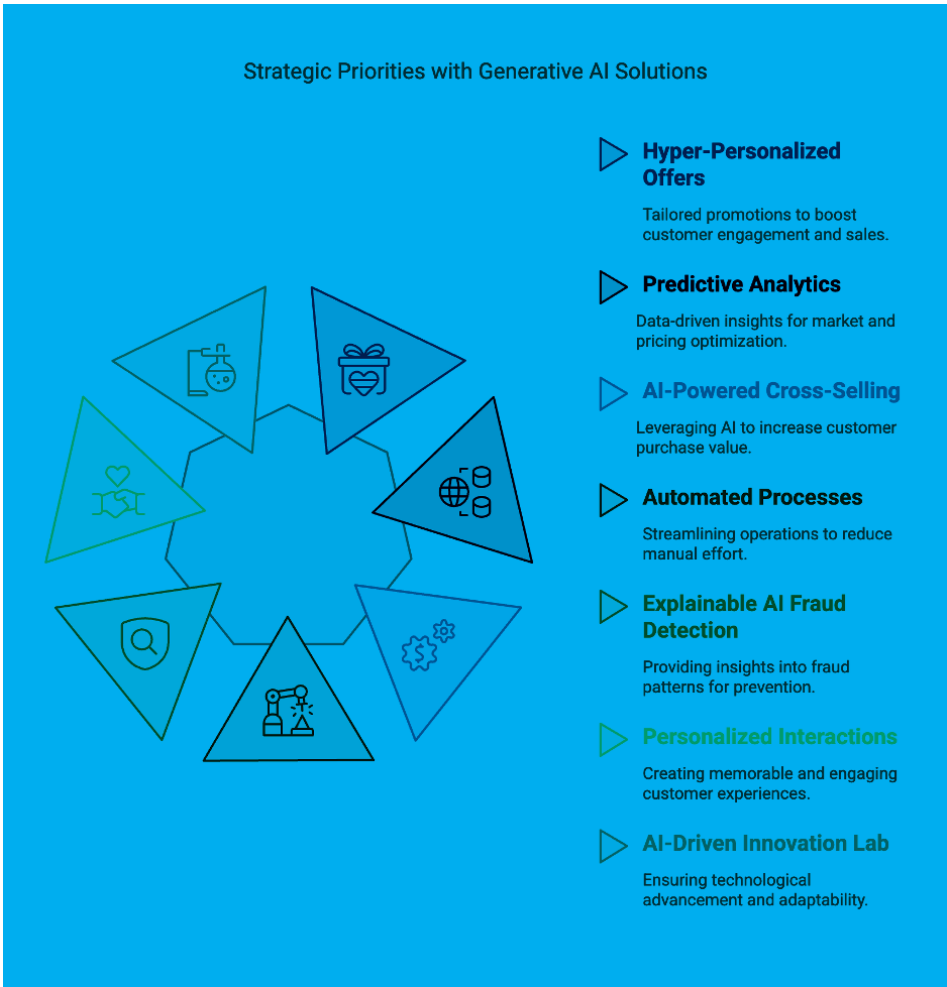 Strategic Priorities with Generative AI Solutions
Hyper-Personalized
Offers
Tailored promotions to boost
customer engagement and sales.
Predictive Analytics
Data-driven insights for market and
pricing optimization.
AI-Powered Cross-Selling
Leveraging AI to increase customer
purchase value.
Automated Processes
Streamlining operations to reduce
manual effort.
Explainable AI Fraud
Detection
Providing insights into fraud
patterns for prevention.
Personalized Interactions
Creating memorable and engaging
customer experiences.
AI-Driven Innovation Lab
Ensuring technological
advancement and adaptability.
$